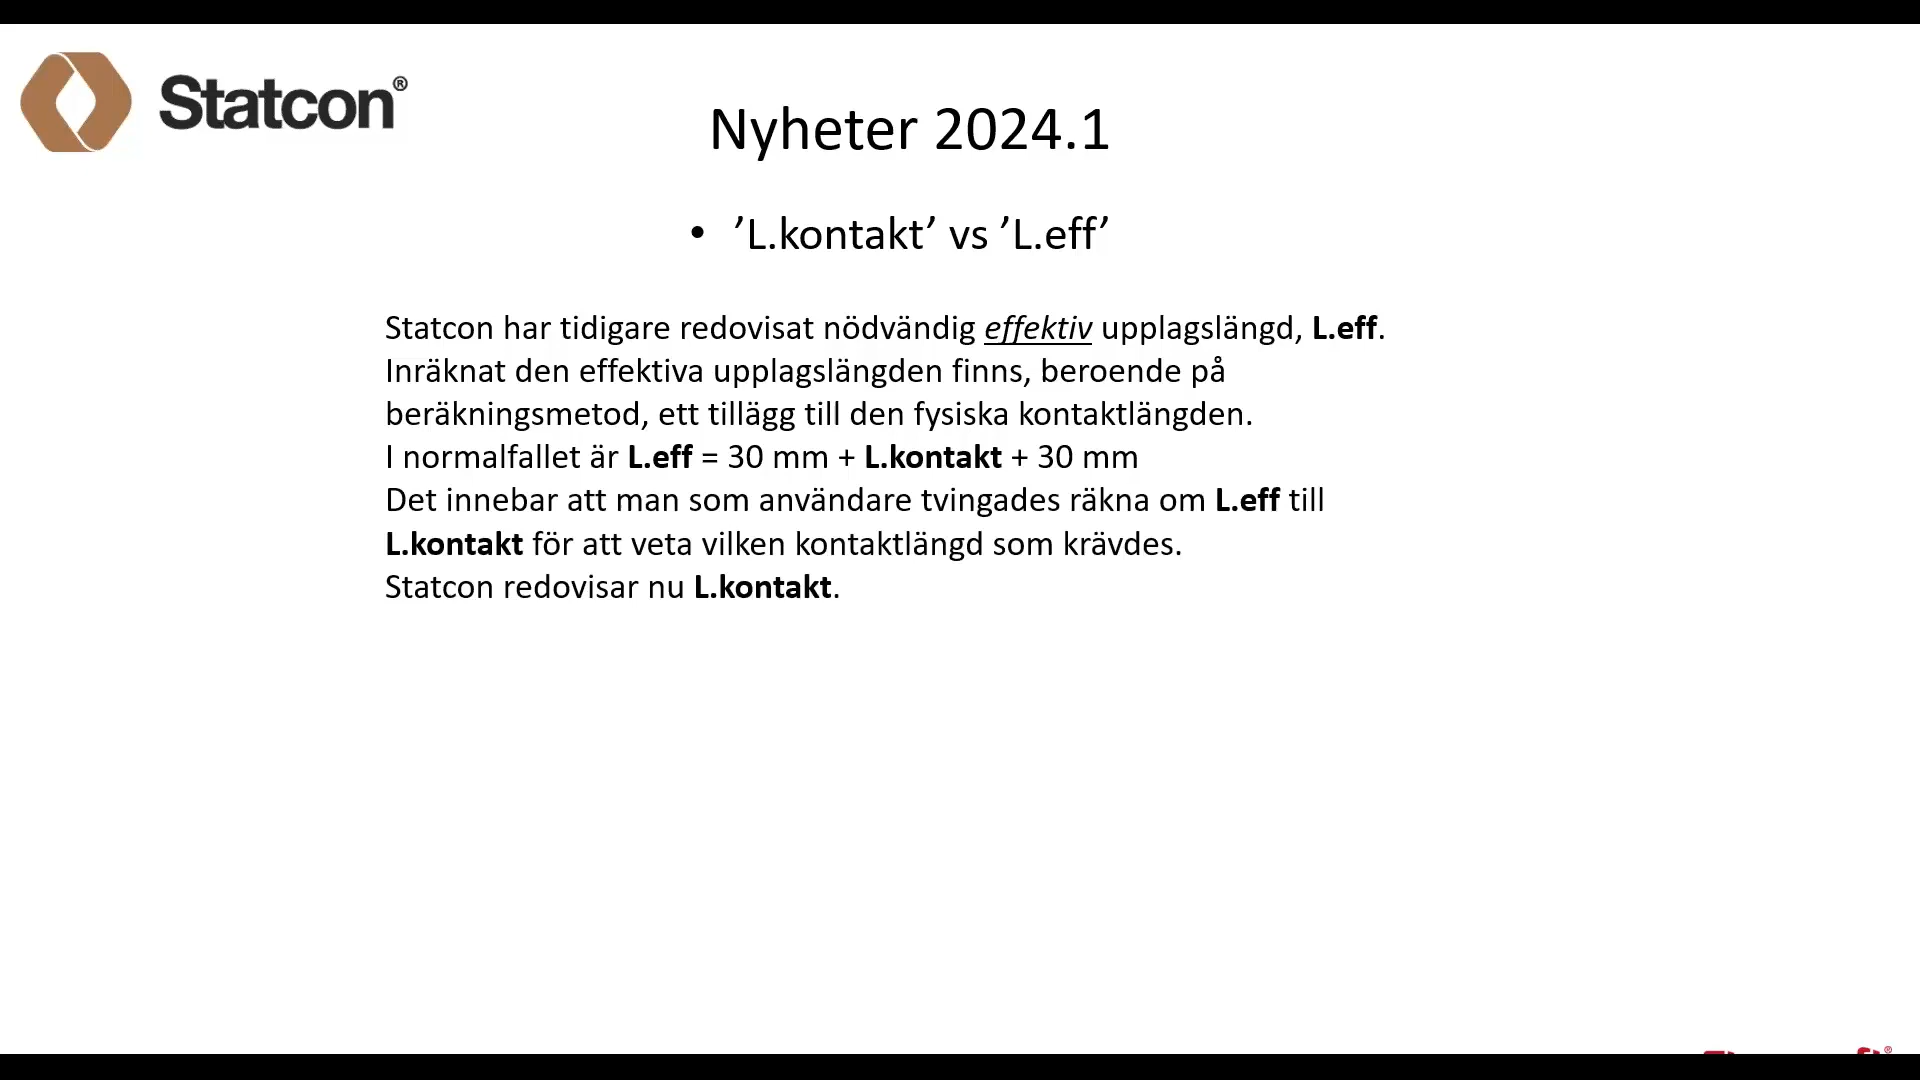 Statcon®
Nyheter 2024.1
• ’L.kontakt’ vs ’L.eff’
Statcon har tidigare redovisat nödvändig effektiv upplagslängd, L.eff.
Inräknat den effektiva upplagslängden finns, beroende på
beräkningsmetod, ett tillägg till den fysiska kontaktlängden.
I normalfallet är L.eff = 30 mm + L.kontakt + 30 mm
Det innebar att man som användare tvingades räkna om L.eff till
L.kontakt för att veta vilken kontaktlängd som krävdes.
Statcon redovisar nu L.kontakt.